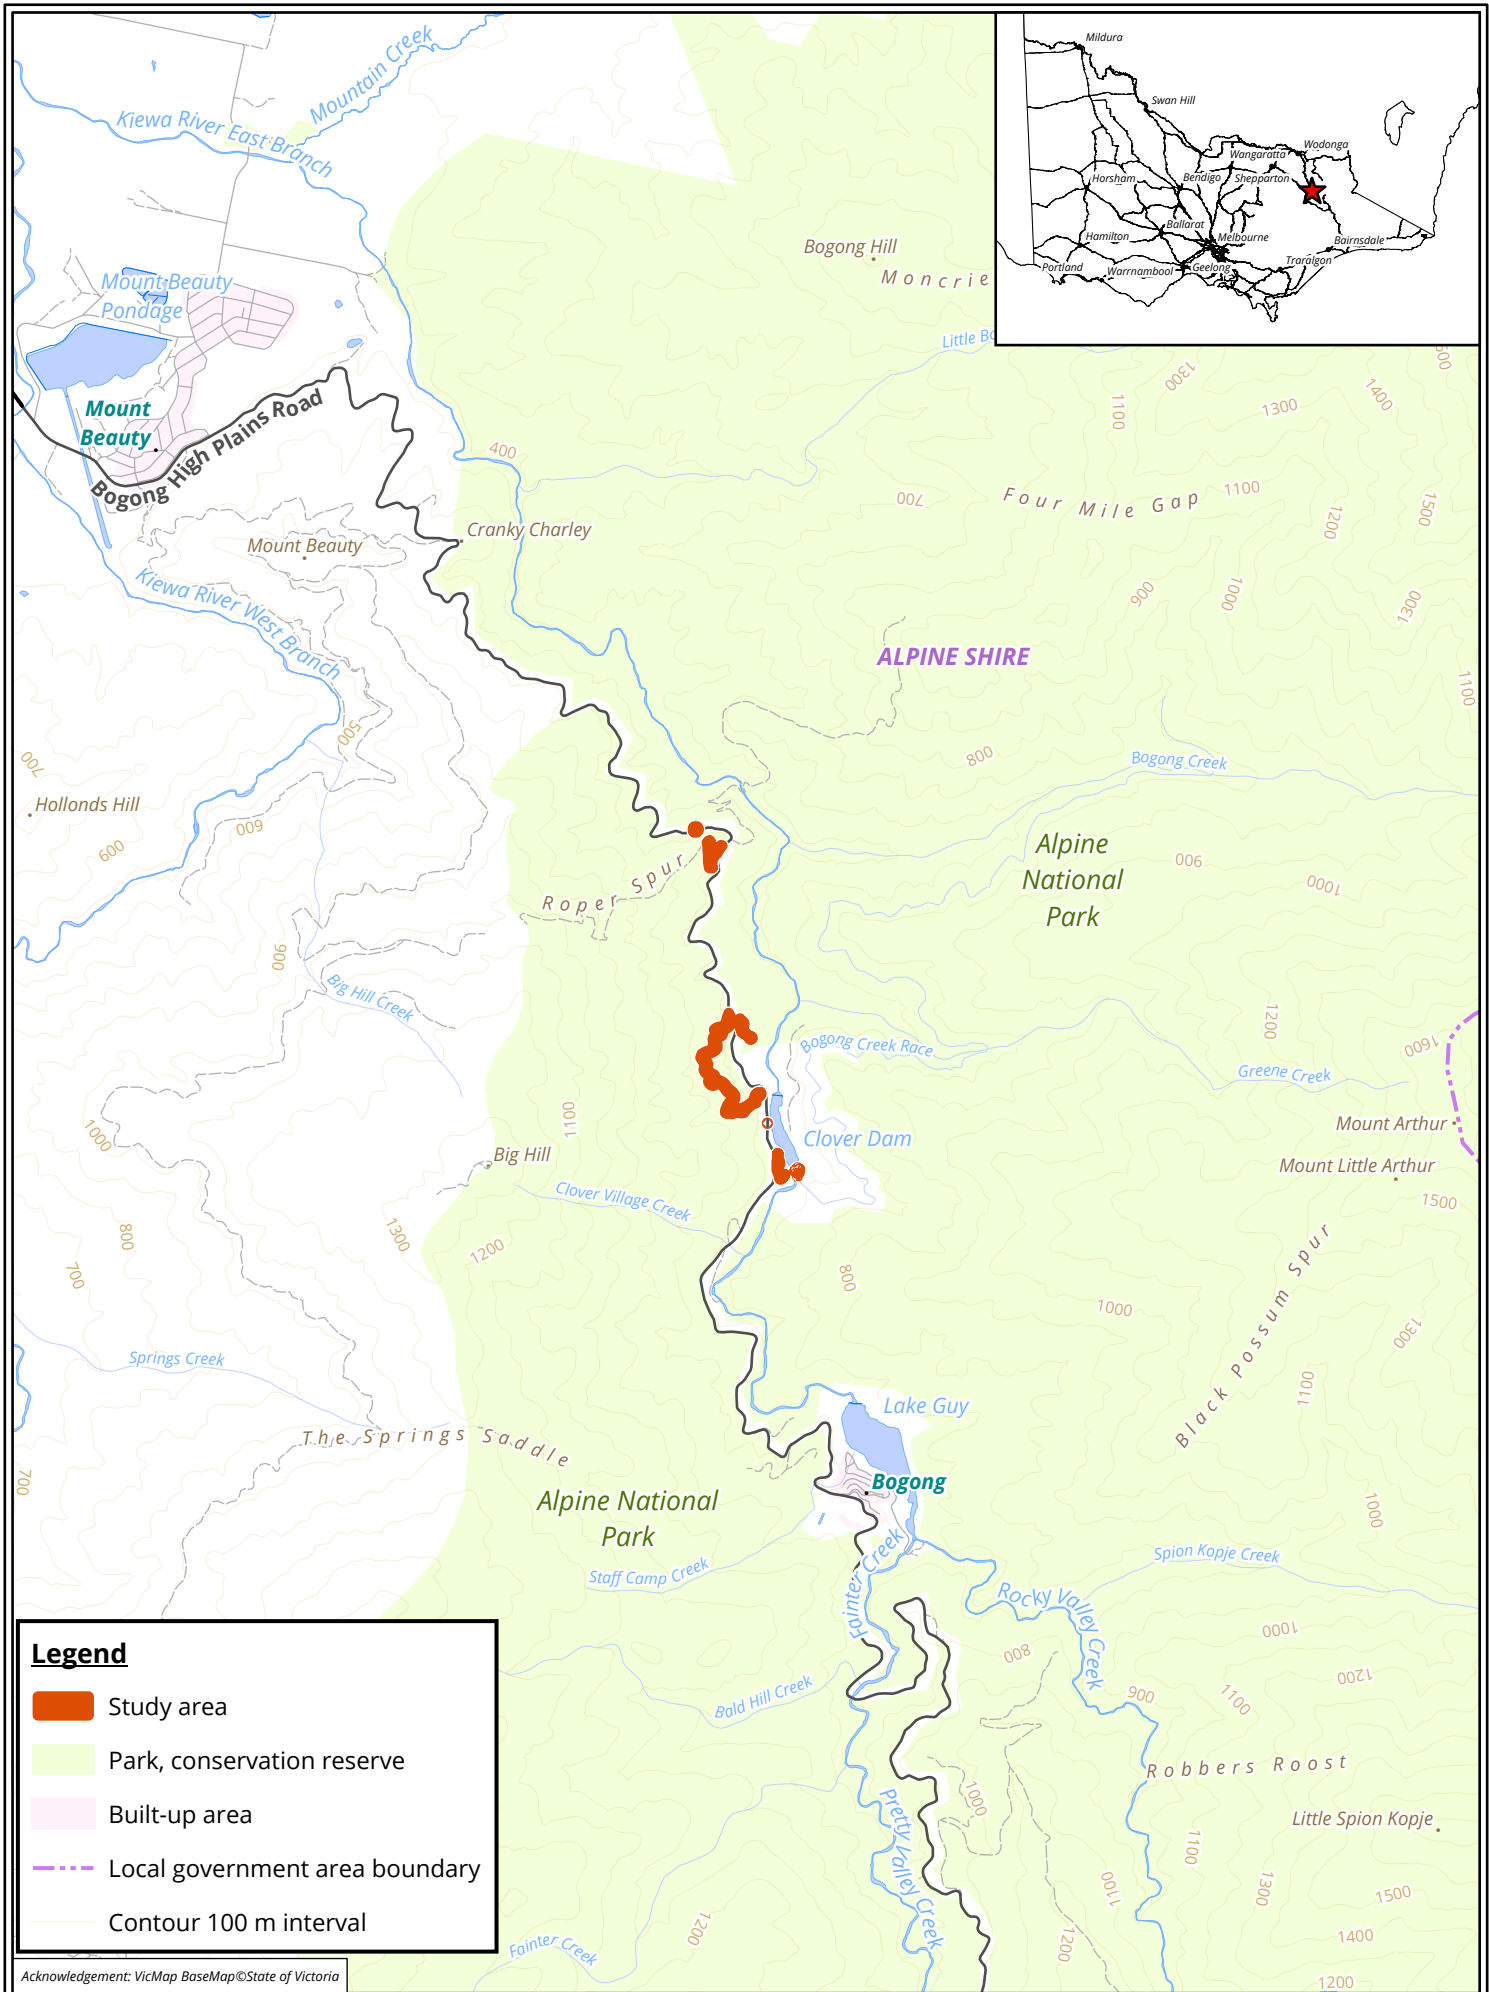 Mountain Creek
Kiewa River East Branch
Mildura
Swan Hill
Wodonga
Wangaratta
Shepparton
Bendigo
Horsham
Ballarat
Hamilton
Melbourne
Bairnsdale
Portland
Warrnambool
Geelong
Traralgon
Bogong Hill
Moncrie
Little Bo
Mount Beauty
Pondage
Mount
Beauty
Bogong High Plains Road
1300
1400
1100
1300
400
700
Four Mile Gap
1100
1500
1200
Cranky Charley
Mount Beauty
Kiewa River West Branch
900
1000
1300
ALPINE SHIRE
1100
500
700
800
Bogong Creek
Hollonds Hill
600
600
Alpine
National
Park
900
1000
Roper Spur
900
Big Hill Creek
Bogong Creek Race
1200
1600
Greene Creek
1000
1100
Mount Arthur
Clover Dam
Big Hill
Mount Little Arthur
Clover Village Creek
1500
800
1300
1200
700
800
Black Possum Spur
1000
1300
Springs Creek
1100
Lake Guy
The Springs Saddle
700
Bogong
Alpine National
Park
1000
Fainter Creek
Spion Kopje Creek
Staff Camp Creek
Rocky Valley Creek
1000
800
1200
Bald Hill Creek
900
1100
Robbers Roost
1000
Pretty Valley Creek
Little Spion Kopje
1100
1100
1300
1500
1200
1200
1400
Fainter Creek
1200
Legend
Study area
Park, conservation reserve
Built-up area
Local government area boundary
Contour 100 m interval
Acknowledgement: VicMap BaseMap©State of Victoria